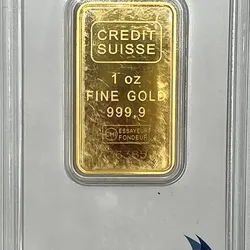 CREDIT
SUISSE
1 oz
FINE GOLD
999,9
ESSAYEUR
FONDEUR